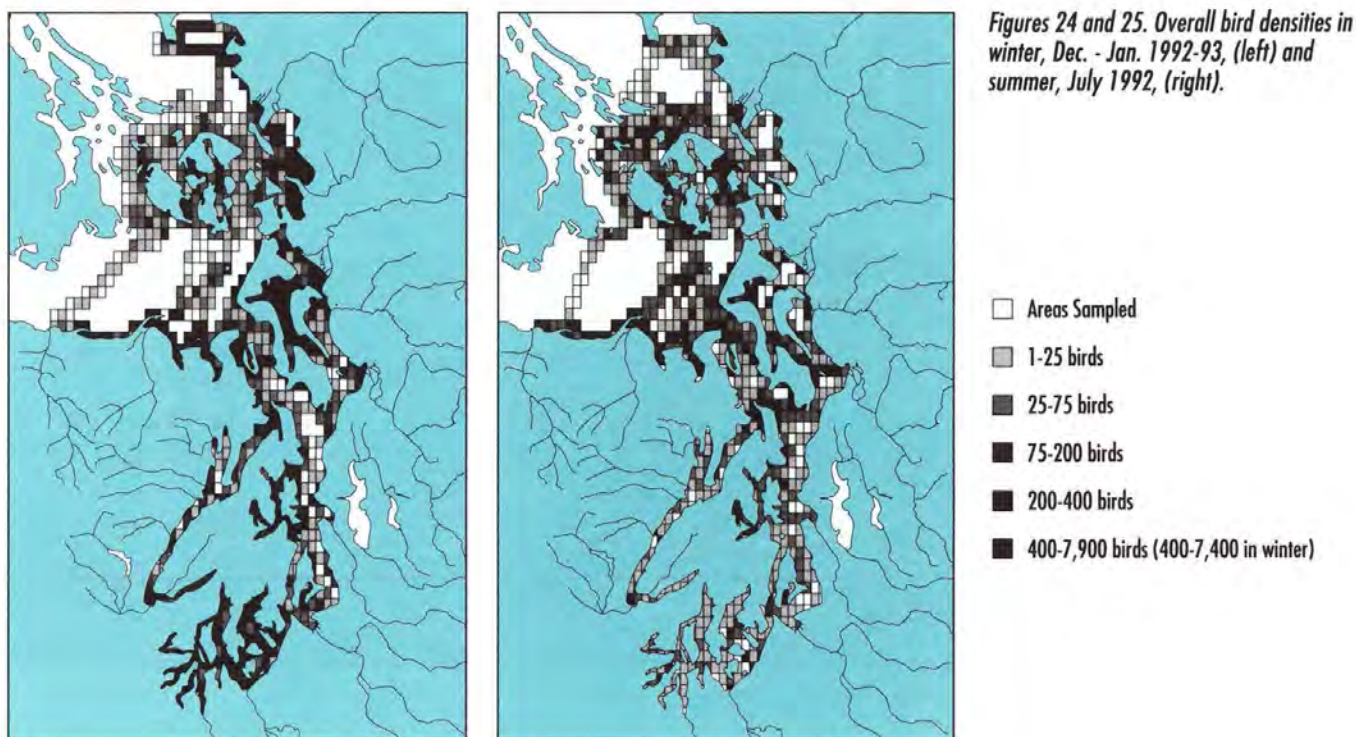 Figures 24 and 25. Overall bird densities in
winter, Dec. - Jan. 1992-93, (left) and
summer, July 1992, (right).
Areas Sampled
1-25 birds
25-75 birds
75-200 birds
200-400 birds
400-7,900 birds (400-7,400 in winter)